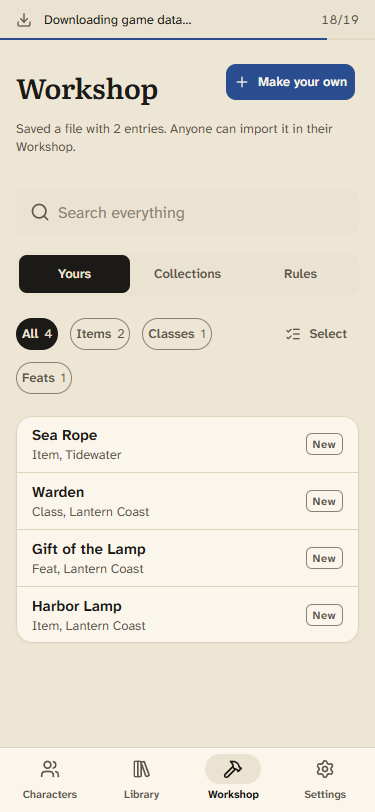 Downloading game data... 18/19
Workshop
Make your own
Saved a file with 2 entries. Anyone can import it in their
Workshop.
Search everything
Yours Collections Rules
All 4 Items 2 Classes 1 Select
Feats 1
Sea Rope
Item, Tidewater
New
Warden
Class, Lantern Coast
New
Gift of the Lamp
Feat, Lantern Coast
New
Harbor Lamp
Item, Lantern Coast
New
Characters Library Workshop Settings